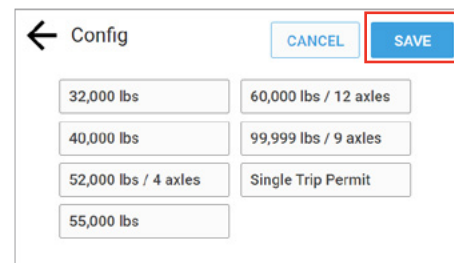 Config
CANCEL
SAVE
32,000 lbs
60,000 lbs / 12 axles
40,000 lbs
99,999 lbs / 9 axles
52,000 lbs / 4 axles
Single Trip Permit
55,000 lbs